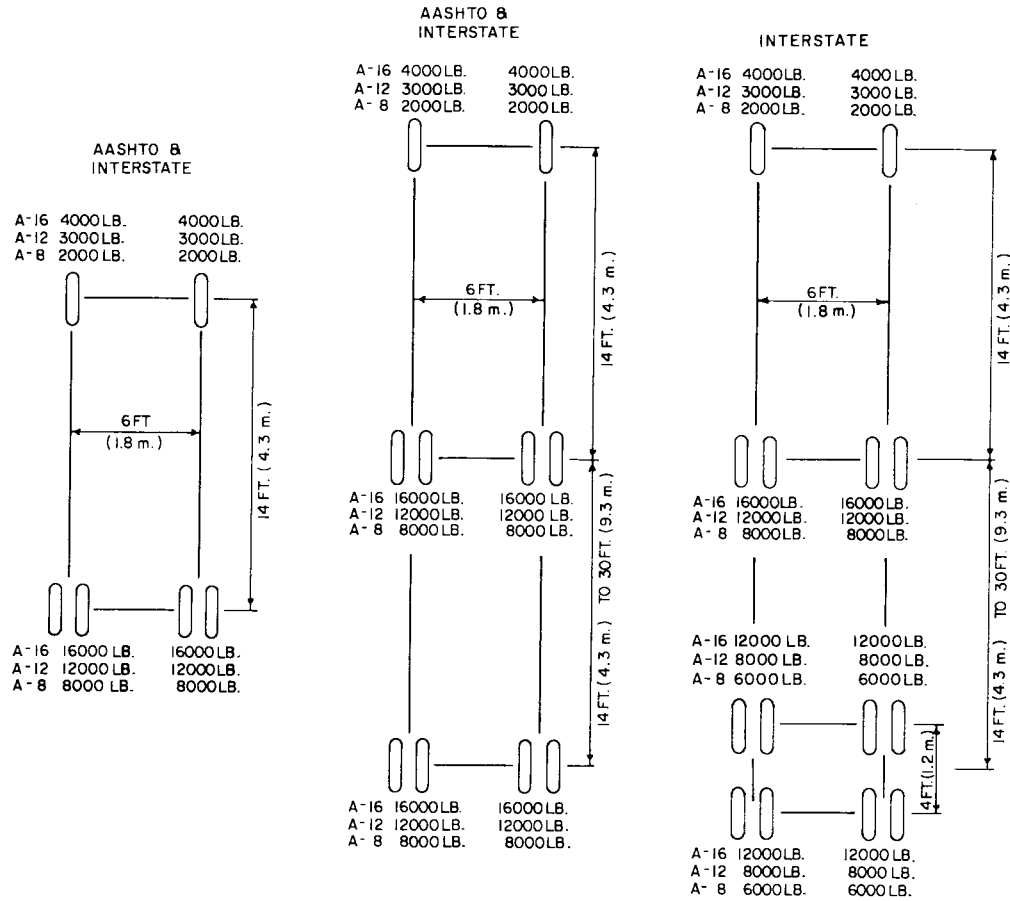 AASHTO &
INTERSTATE
A-16 4000 LB. 4000 LB.
A-12 3000 LB. 3000 LB.
A-8 2000 LB. 2000 LB.
6 FT
(1.8 m.)
14 FT. (4.3 m.)
A-16 16000 LB. 16000 LB.
A-12 12000 LB. 12000 LB.
A-8 8000 LB. 8000 LB.
AASHTO &
INTERSTATE
A-16 4000 LB. 4000 LB.
A-12 3000 LB. 3000 LB.
A-8 2000 LB. 2000 LB.
6 FT.
(1.8 m.)
14 FT. (4.3 m.)
A-16 16000 LB. 16000 LB.
A-12 12000 LB. 12000 LB.
A-8 8000 LB. 8000 LB.
14 FT. (4.3 m.) TO 30 FT. (9.3 m.)
A-16 16000 LB. 16000 LB.
A-12 12000 LB. 12000 LB.
A-8 8000 LB. 8000 LB.
INTERSTATE
A-16 4000 LB. 4000 LB.
A-12 3000 LB. 3000 LB.
A-8 2000 LB. 2000 LB.
6 FT.
(1.8 m.)
14 FT. (4.3 m.)
A-16 16000 LB. 16000 LB.
A-12 12000 LB. 12000 LB.
A-8 8000 LB. 8000 LB.
14 FT. (4.3 m.) TO 30 FT. (9.3 m.)
A-16 12000 LB. 12000 LB.
A-12 8000 LB. 8000 LB.
A-8 6000 LB. 6000 LB.
4 FT. (1.2 m.)
A-16 12000 LB. 12000 LB.
A-12 8000 LB. 8000 LB.
A-8 6000 LB. 6000 LB.